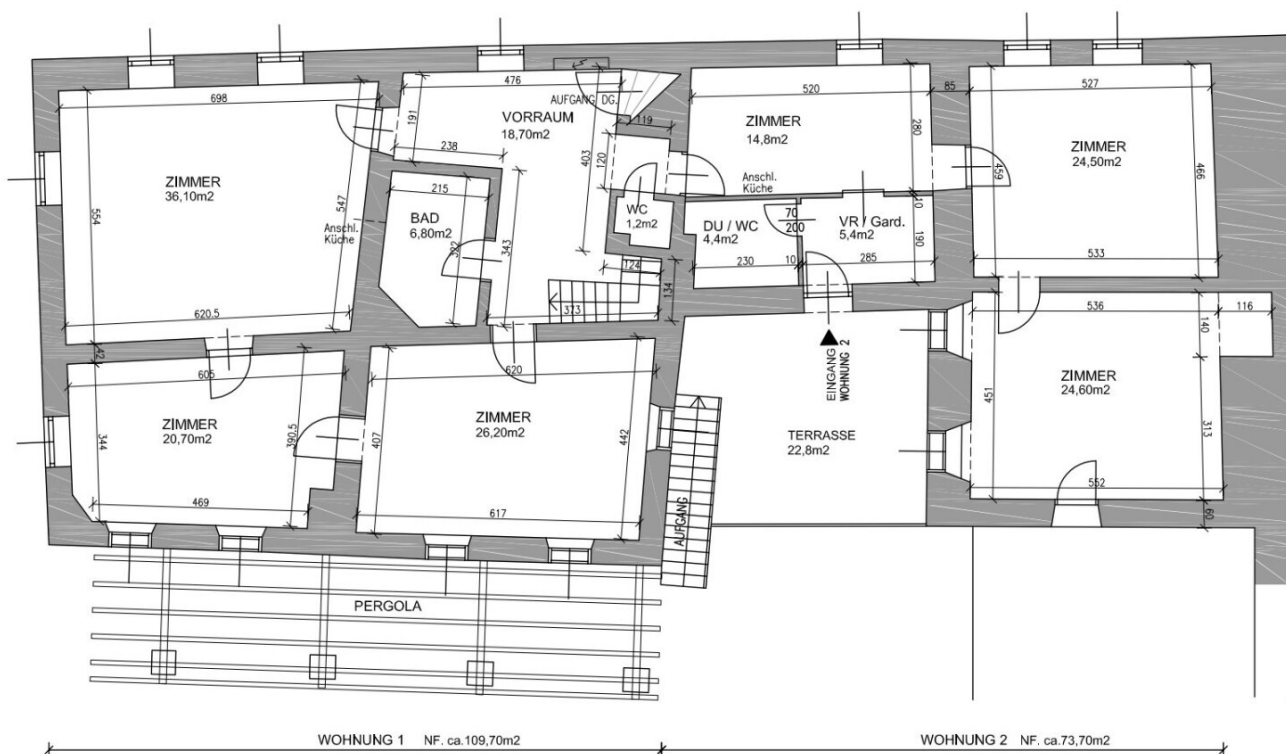 698
476
AUFGANG DG.
VORRAUM
18,70m2
191
238
119
120
403
ZIMMER
36,10m2
554
547
Anschl.
Küche
620,5
BAD
6,80m2
215
322
343
WC
1,2m2
124
134
373
520
85
527
ZIMMER
14,8m2
280
Anschl.
Küche
DU / WC
4,4m2
70
200
VR / Gard.
5,4m2
10
190
230
10
285
ZIMMER
24,50m2
459
466
533
42
605
ZIMMER
20,70m2
344
390,5
469
620
ZIMMER
26,20m2
407
442
617
AUFGANG
EINGANG
WOHNUNG 2
TERRASSE
22,8m2
536
116
140
ZIMMER
24,60m2
451
313
552
60
PERGOLA
WOHNUNG 1 NF. ca.109,70m2
WOHNUNG 2 NF. ca.73,70m2